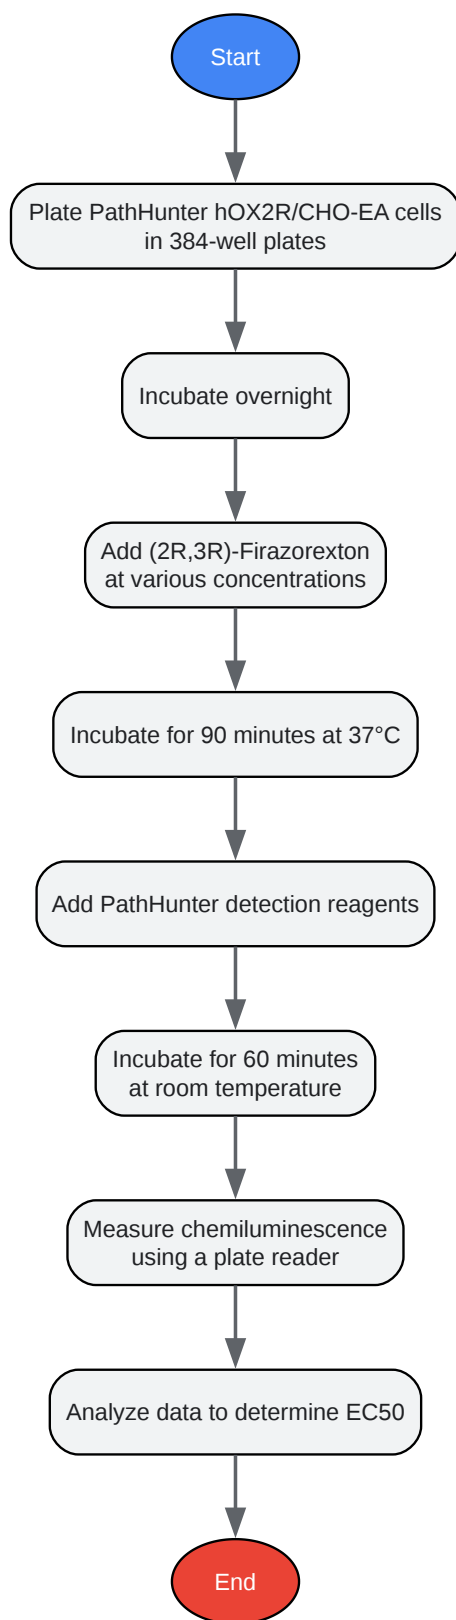 Start
Plate PathHunter hOX2R/CHO-EA cells
in 384-well plates
Incubate overnight
Add (2R,3R)-Firazorexton
at various concentrations
Incubate for 90 minutes at 37°C
Add PathHunter detection reagents
Incubate for 60 minutes
at room temperature
Measure chemiluminescence
using a plate reader
Analyze data to determine EC50
End